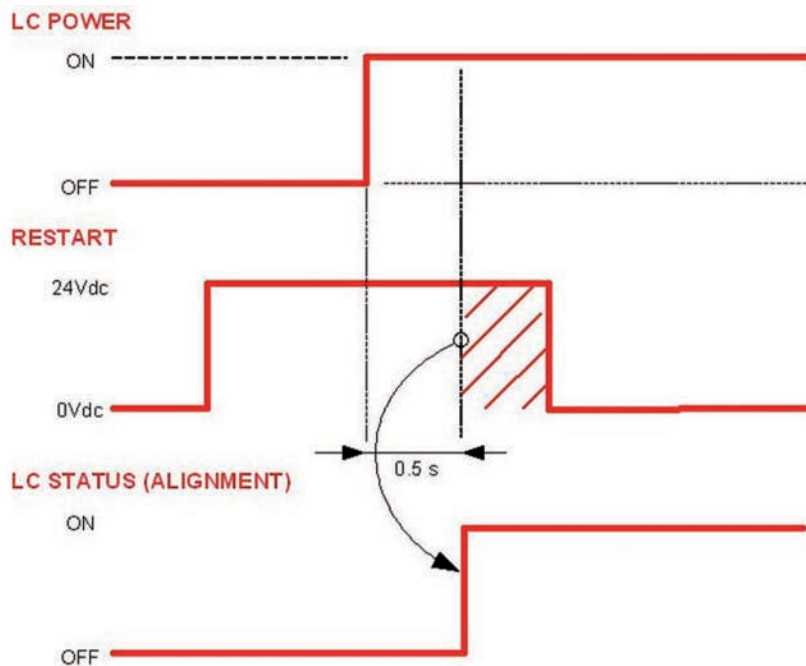 LC POWER
ON
OFF
RESTART
24Vdc
0Vdc
0.5 s
LC STATUS (ALIGNMENT)
ON
OFF